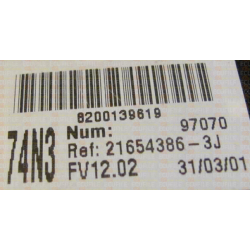 8200139619
74N3
Num: 97070
Ref: 21654386-3J
FV12.02 31/03/01